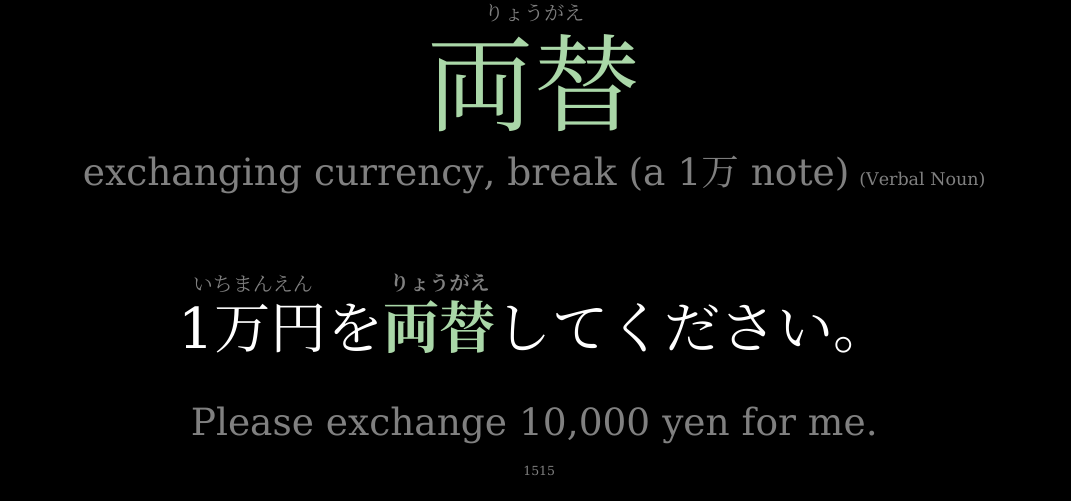 りょうがえ
両替
exchanging currency, break (a 1万 note) (Verbal Noun)
いちまんえん りょうがえ
1万円を両替してください。
Please exchange 10,000 yen for me.
1515